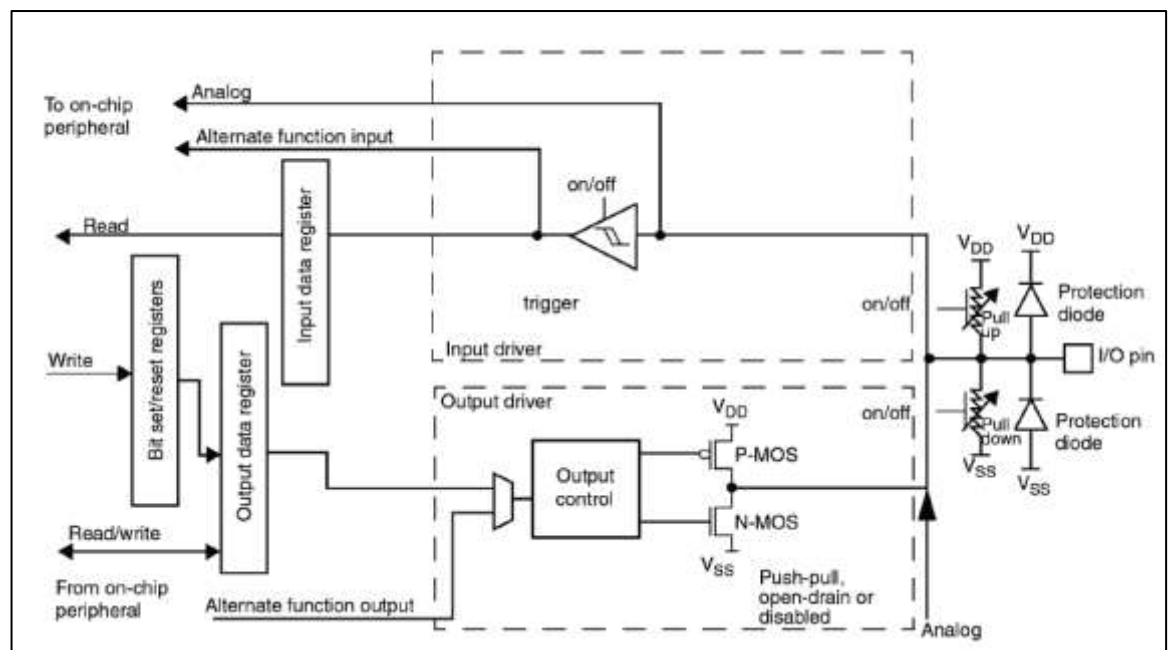 To on-chip
peripheral
Analog
Alternate function input
on/off
Read
Input data register
trigger
Input driver
Bit set/reset registers
Write
Output data register
Read/write
From on-chip
peripheral
Alternate function output
Output driver
Output
control
VDD
P-MOS
N-MOS
VSS
Push-pull,
open-drain or
disabled
Analog
on/off
VDD
Pull
up
VDD
Protection
diode
I/O pin
on/off
Pull
down
VSS
Protection
diode
VSS